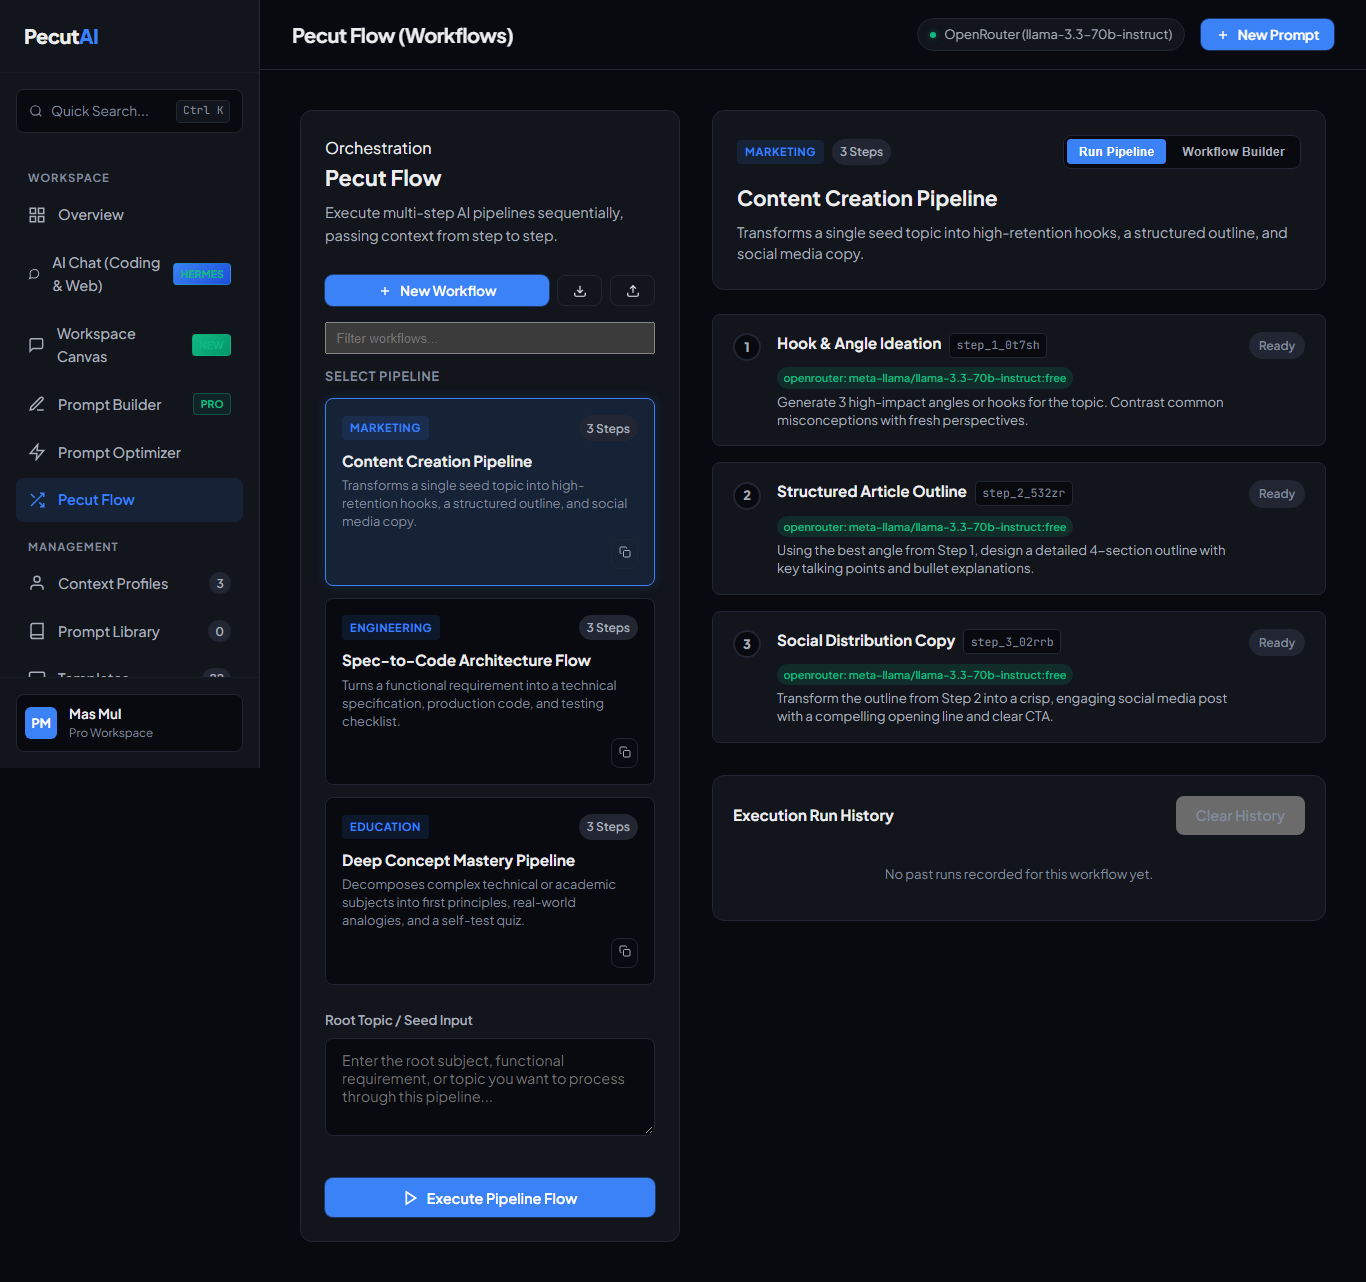 PecutAI
Quick Search...
Ctrl K
WORKSPACE
Overview
AI Chat (Coding
& Web)
HERMES
Workspace
Canvas
NEW
Prompt Builder
PRO
Prompt Optimizer
Pecut Flow
MANAGEMENT
Context Profiles
3
Prompt Library
0
Templates
22
PM
Mas Mul
Pro Workspace
Pecut Flow (Workflows)
OpenRouter (llama-3.3-70b-instruct)
+ New Prompt
Orchestration
Pecut Flow
Execute multi-step AI pipelines sequentially,
passing context from step to step.
+ New Workflow
Filter workflows...
SELECT PIPELINE
MARKETING
3 Steps
Content Creation Pipeline
Transforms a single seed topic into high-
retention hooks, a structured outline, and social
media copy.
ENGINEERING
3 Steps
Spec-to-Code Architecture Flow
Turns a functional requirement into a technical
specification, production code, and testing
checklist.
EDUCATION
3 Steps
Deep Concept Mastery Pipeline
Decomposes complex technical or academic
subjects into first principles, real-world
analogies, and a self-test quiz.
Root Topic / Seed Input
Enter the root subject, functional
requirement, or topic you want to process
through this pipeline...
Execute Pipeline Flow
MARKETING
3 Steps
Run Pipeline
Workflow Builder
Content Creation Pipeline
Transforms a single seed topic into high-retention hooks, a structured outline, and
social media copy.
1
Hook & Angle Ideation
step_1_0t7sh
Ready
openrouter: meta-llama/llama-3.3-70b-instruct:free
Generate 3 high-impact angles or hooks for the topic. Contrast common
misconceptions with fresh perspectives.
2
Structured Article Outline
step_2_532zr
Ready
openrouter: meta-llama/llama-3.3-70b-instruct:free
Using the best angle from Step 1, design a detailed 4-section outline with
key talking points and bullet explanations.
3
Social Distribution Copy
step_3_02rrb
Ready
openrouter: meta-llama/llama-3.3-70b-instruct:free
Transform the outline from Step 2 into a crisp, engaging social media post
with a compelling opening line and clear CTA.
Execution Run History
Clear History
No past runs recorded for this workflow yet.